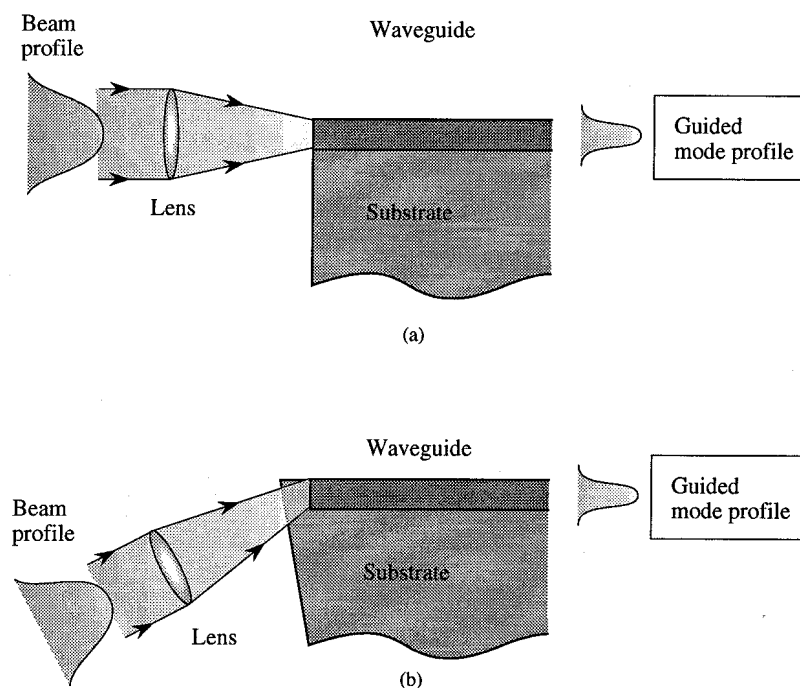 Beam
profile
Waveguide
Guided
mode profile
Lens
Substrate
(a)
Waveguide
Beam
profile
Guided
mode profile
Substrate
Lens
(b)